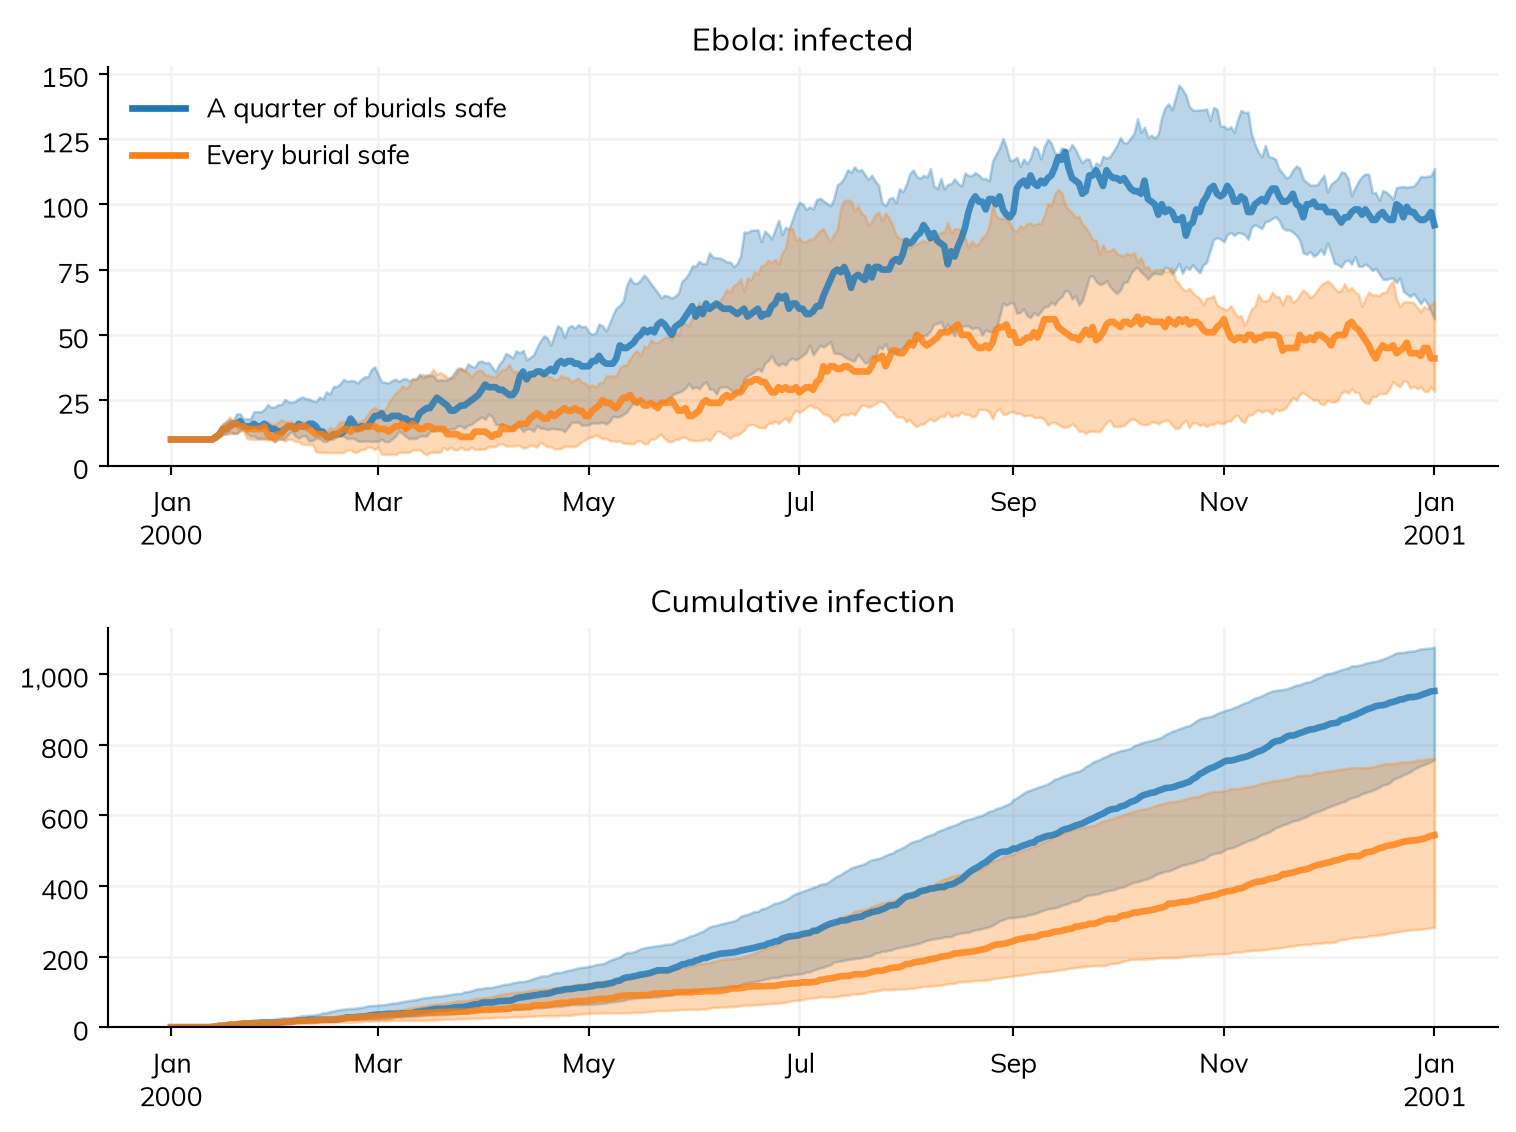 Ebola: infected
150
125
100
75
50
25
0
A quarter of burials safe
Every burial safe
Jan
2000
Mar
May
Jul
Sep
Nov
Jan
2001
Cumulative infection
1,000
800
600
400
200
0
Jan
2000
Mar
May
Jul
Sep
Nov
Jan
2001